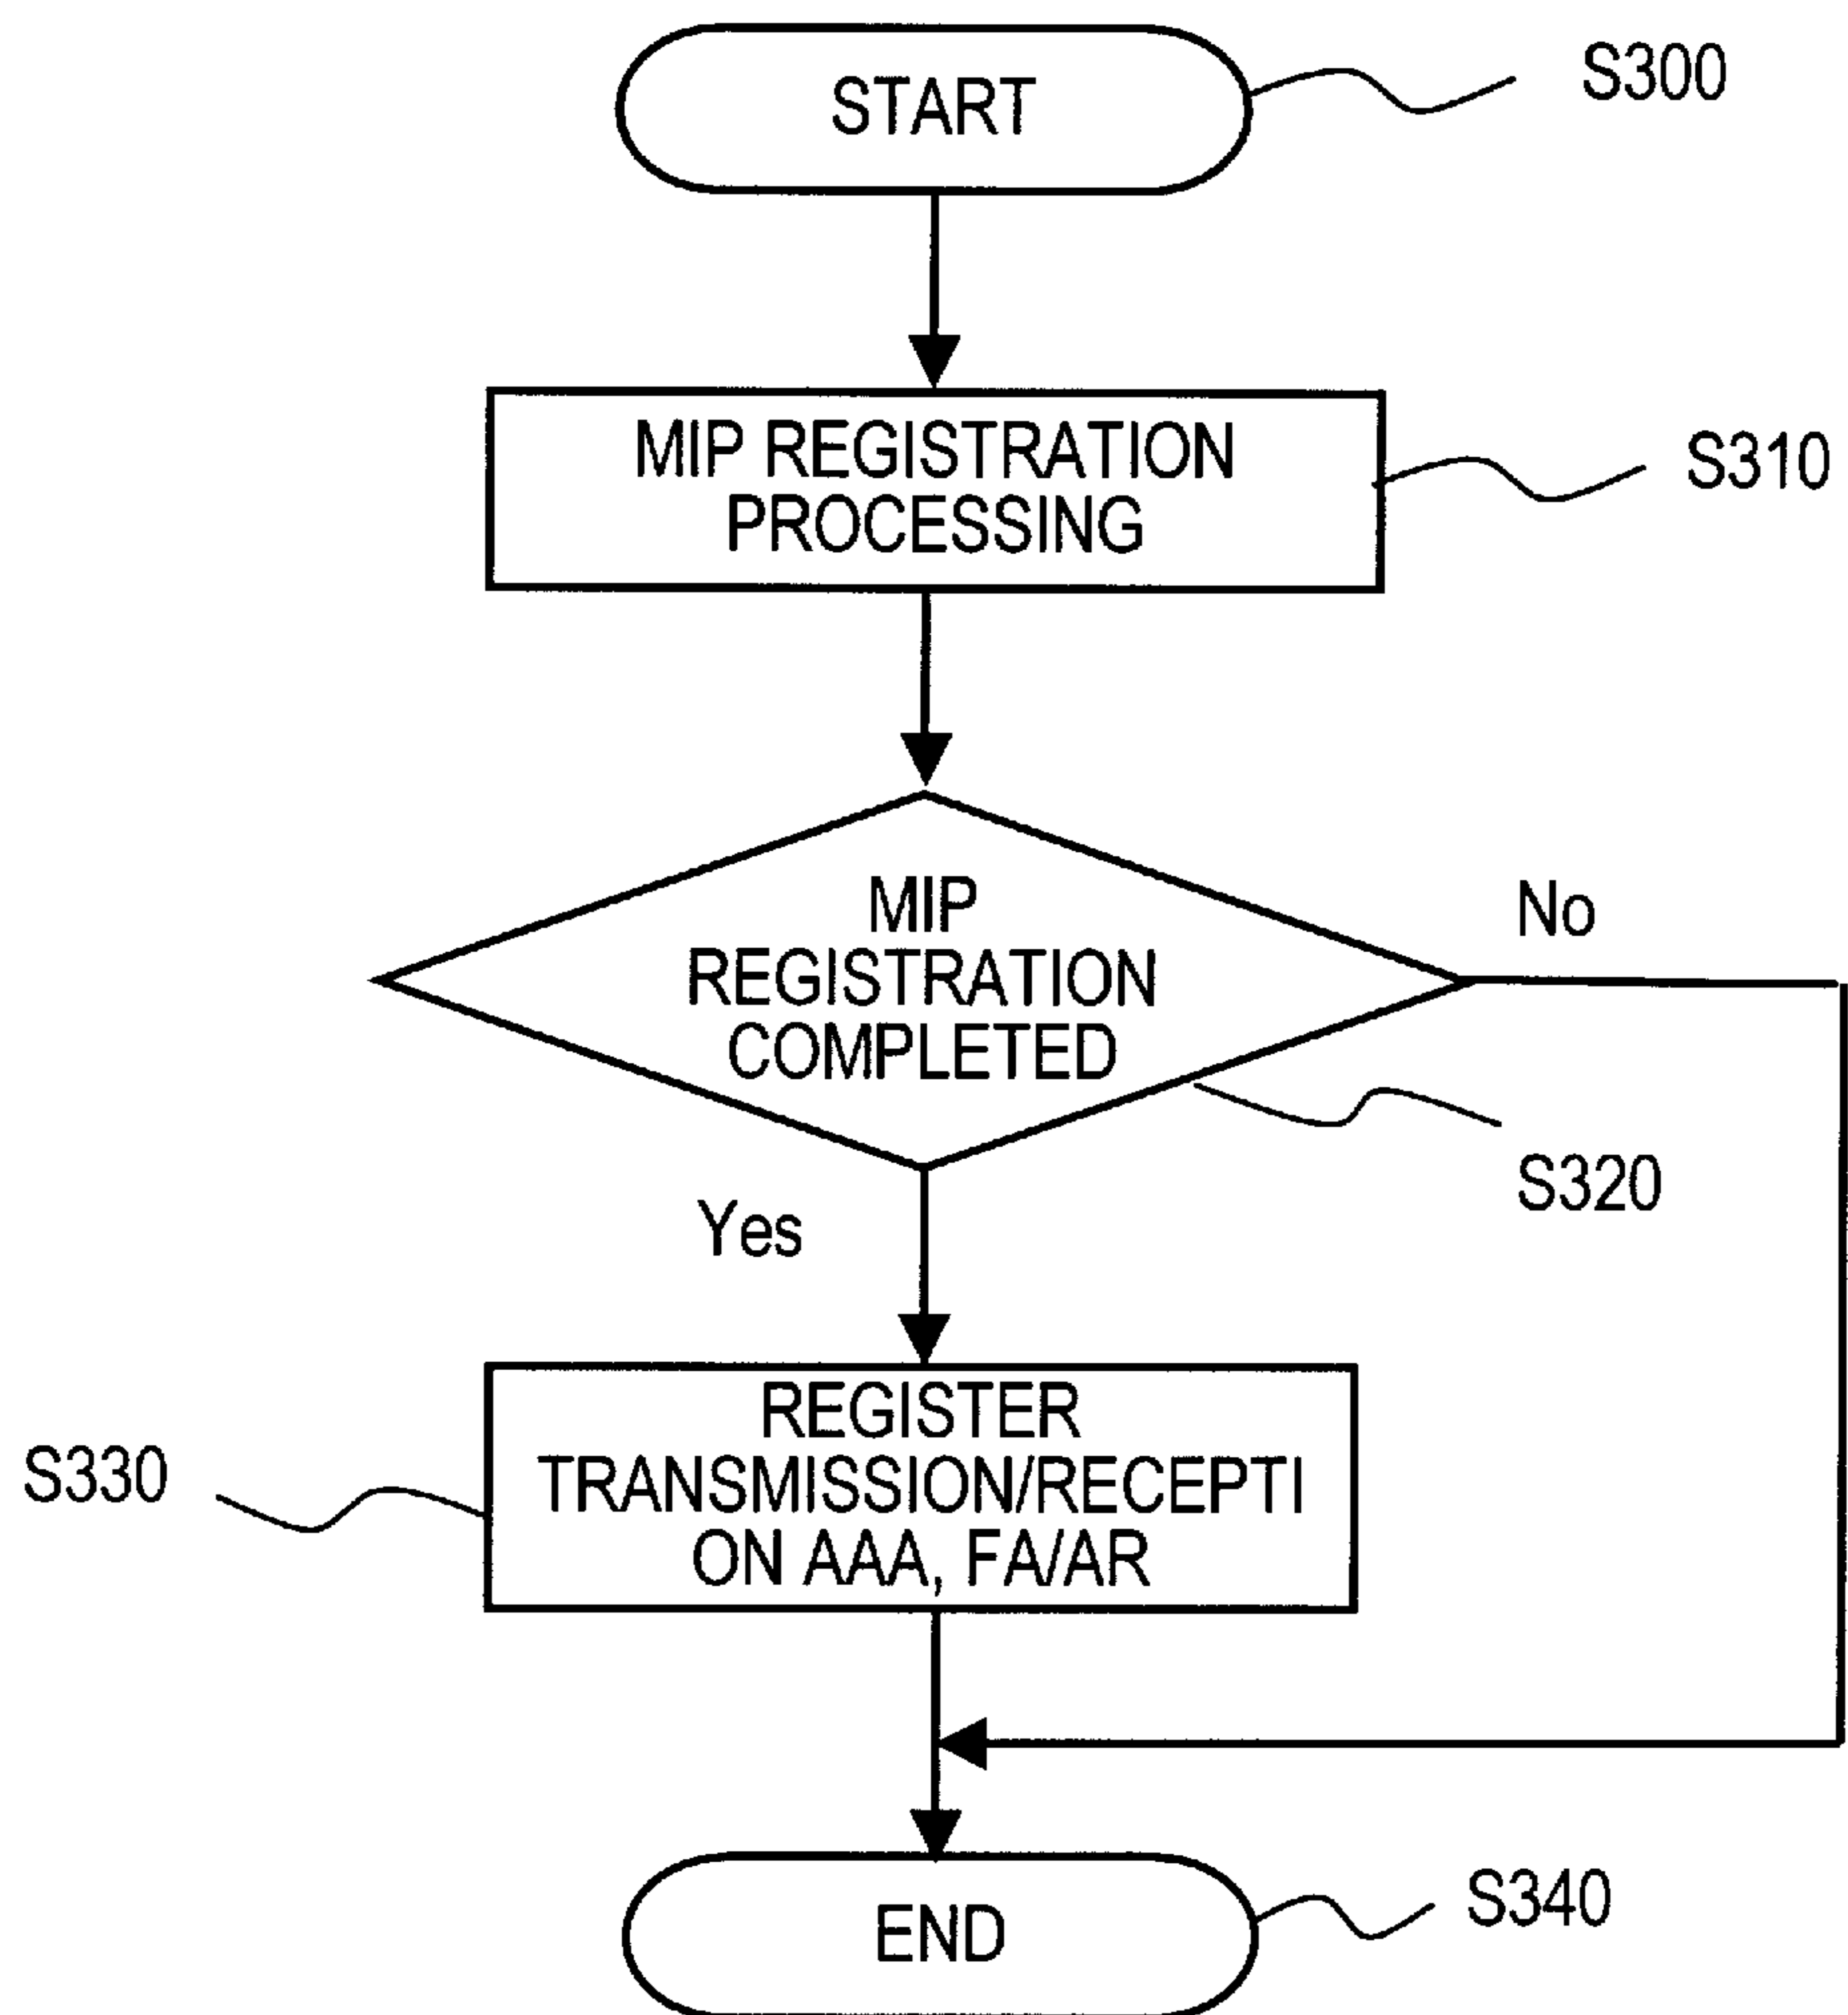 START
S300
MIP REGISTRATION
PROCESSING
S310
MIP
REGISTRATION
COMPLETED
No
S320
Yes
REGISTER
TRANSMISSION/RECEPTI
ON AAA, FA/AR
S330
END
S340